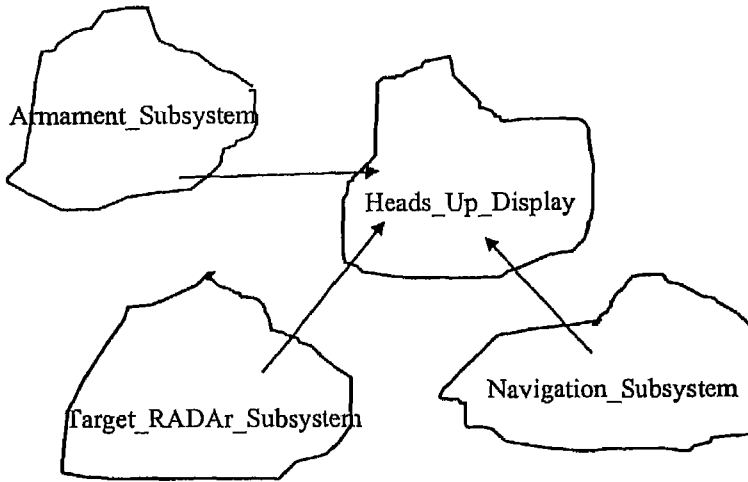 Armament_Subsystem
Heads_Up_Display
Target_RADAr_Subsystem
Navigation_Subsystem